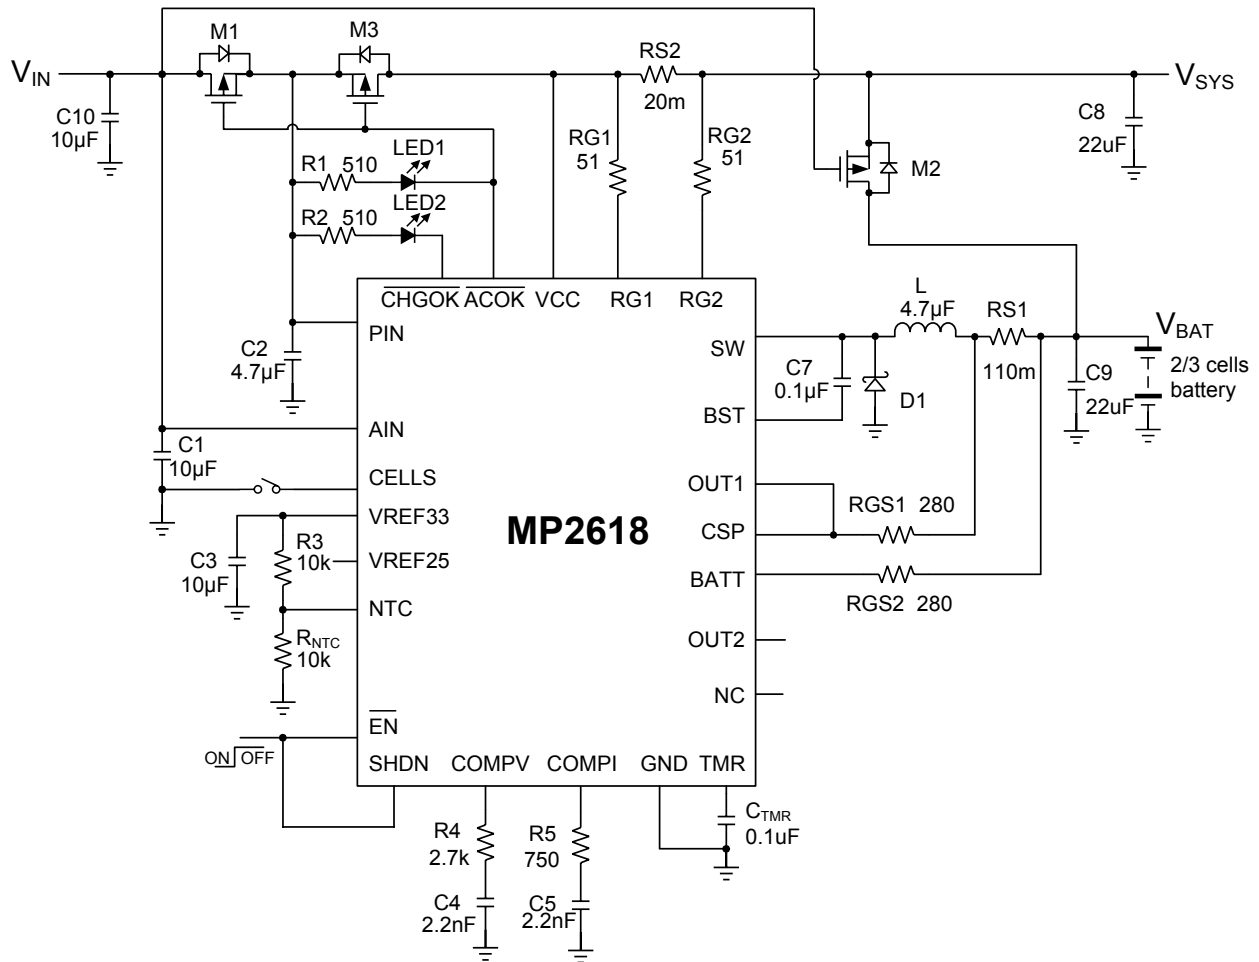 M1
M3
RS2
20m
VIN
VSYS
C10
10µF
C8
22uF
RG1
51
RG2
51
R1 510
LED1
M2
R2 510
LED2
CHGOK ACOK VCC RG1 RG2
PIN
C2
4.7µF
SW
L
4.7µF
RS1
110m
VBAT
2/3 cells
battery
C7
0.1µF
D1
C9
22uF
BST
AIN
C1
10µF
CELLS
OUT1
RGS1 280
VREF33
CSP
MP2618
R3
10k
VREF25
C3
10µF
BATT
RGS2 280
NTC
RNTC
10k
OUT2
NC
EN
ON OFF
SHDN COMPV COMPI GND TMR
CTMR
0.1uF
R4
2.7k
R5
750
C4
2.2nF
C5
2.2nF